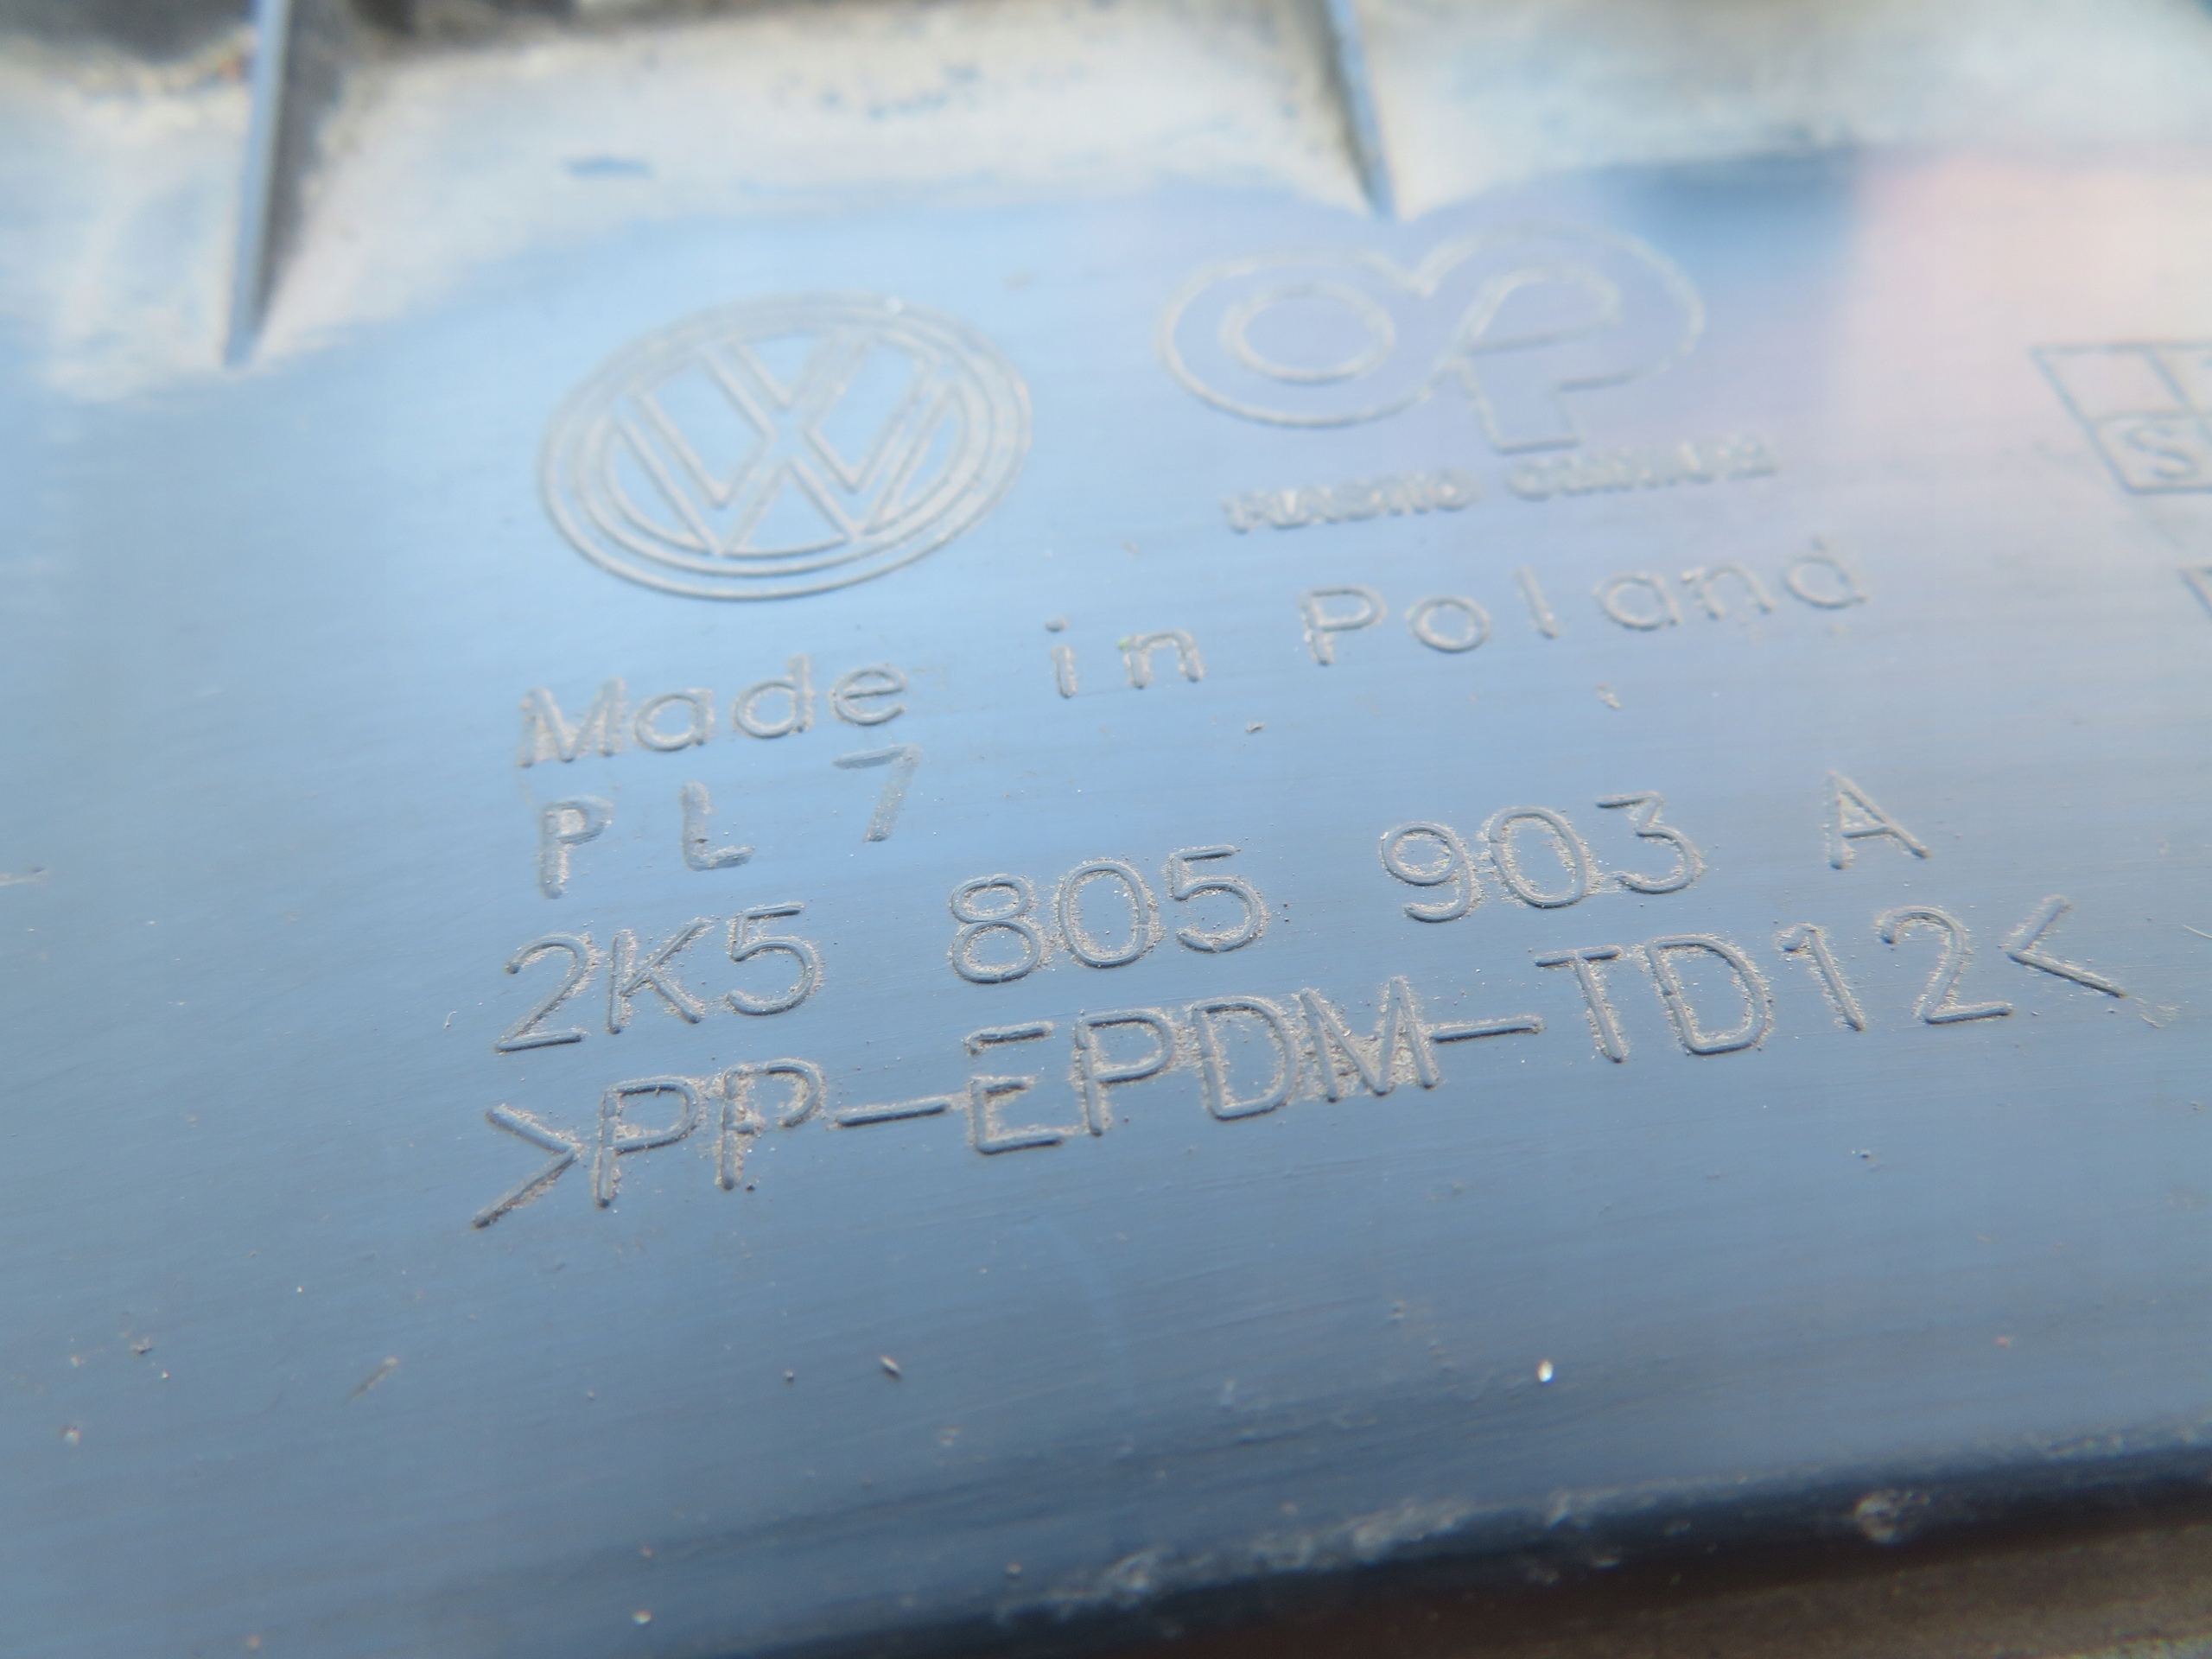 Made in Poland
PL 7
2K5 805 903 A
>PP-EPDM-TD12<